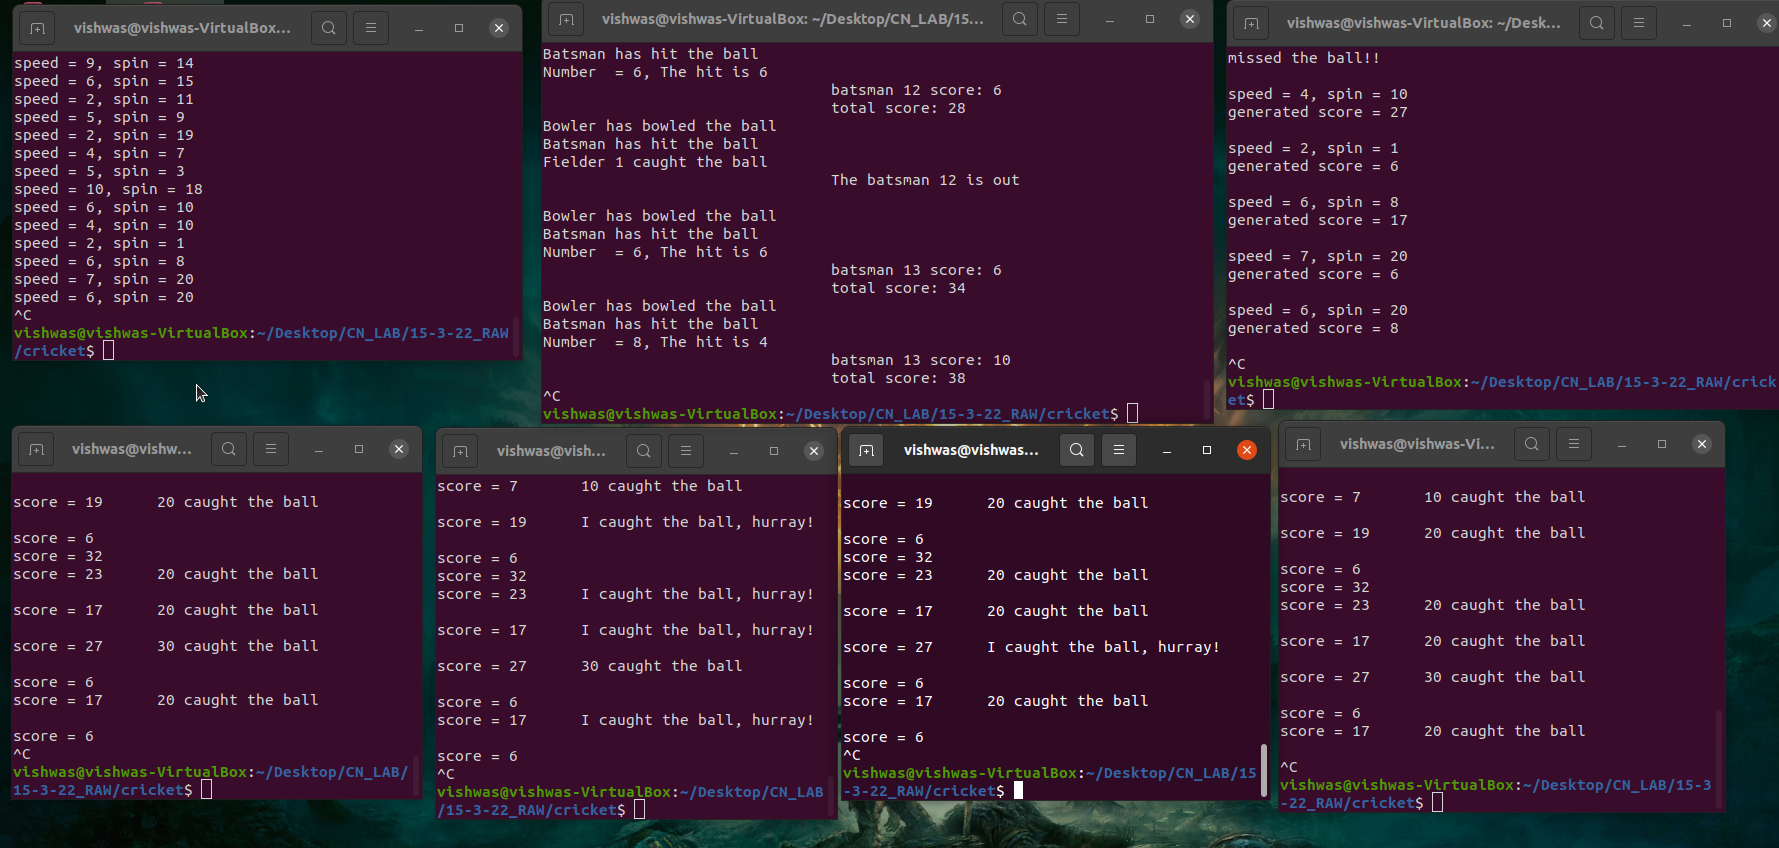 vishwas@vishwas-VirtualBox...
speed = 9, spin = 14
speed = 6, spin = 15
speed = 2, spin = 11
speed = 5, spin = 9
speed = 2, spin = 19
speed = 4, spin = 7
speed = 5, spin = 3
speed = 10, spin = 18
speed = 6, spin = 10
speed = 4, spin = 10
speed = 2, spin = 1
speed = 6, spin = 8
speed = 7, spin = 20
speed = 6, spin = 20
^C
vishwas@vishwas-VirtualBox:~/Desktop/CN_LAB/15-3-22_RAW
/cricket$
vishwas@vishwas-VirtualBox: ~/Desktop/CN_LAB/15-3...
Batsman has hit the ball
Number  = 6, The hit is 6
batsman 12 score: 6
total score: 28
Bowler has bowled the ball
Batsman has hit the ball
Fielder 1 caught the ball
The batsman 12 is out
Bowler has bowled the ball
Batsman has hit the ball
Number  = 6, The hit is 6
batsman 13 score: 6
total score: 34
Bowler has bowled the ball
Batsman has hit the ball
Number  = 8, The hit is 4
batsman 13 score: 10
total score: 38
^C
vishwas@vishwas-VirtualBox:~/Desktop/CN_LAB/15-3-22_RAW/cricket$
vishwas@vishwas-VirtualBox: ~/Desk...
missed the ball!!
speed = 4, spin = 10
generated score = 27
speed = 2, spin = 1
generated score = 6
speed = 6, spin = 8
generated score = 17
speed = 7, spin = 20
generated score = 6
speed = 6, spin = 20
generated score = 8
^C
vishwas@vishwas-VirtualBox:~/Desktop/CN_LAB/15-3-22_RAW/crick
et$
vishwas@vishw...
score = 19      20 caught the ball
score = 6
score = 32
score = 23      20 caught the ball
score = 17      20 caught the ball
score = 27      30 caught the ball
score = 6
score = 17      20 caught the ball
score = 6
^C
vishwas@vishwas-VirtualBox:~/Desktop/CN_LAB/
15-3-22_RAW/cricket$
vishwas@vish...
score = 7       10 caught the ball
score = 19      I caught the ball, hurray!
score = 6
score = 32
score = 23      I caught the ball, hurray!
score = 17      I caught the ball, hurray!
score = 27      30 caught the ball
score = 6
score = 17      I caught the ball, hurray!
score = 6
^C
vishwas@vishwas-VirtualBox:~/Desktop/CN_LAB
/15-3-22_RAW/cricket$
vishwas@vishwas...
score = 19      20 caught the ball
score = 6
score = 32
score = 23      20 caught the ball
score = 17      20 caught the ball
score = 27      I caught the ball, hurray!
score = 6
score = 17      20 caught the ball
score = 6
^C
vishwas@vishwas-VirtualBox:~/Desktop/CN_LAB/15
-3-22_RAW/cricket$
vishwas@vishwas-Vi...
score = 7       10 caught the ball
score = 19      20 caught the ball
score = 6
score = 32
score = 23      20 caught the ball
score = 17      20 caught the ball
score = 27      30 caught the ball
score = 6
score = 17      20 caught the ball
^C
vishwas@vishwas-VirtualBox:~/Desktop/CN_LAB/15-3
-22_RAW/cricket$